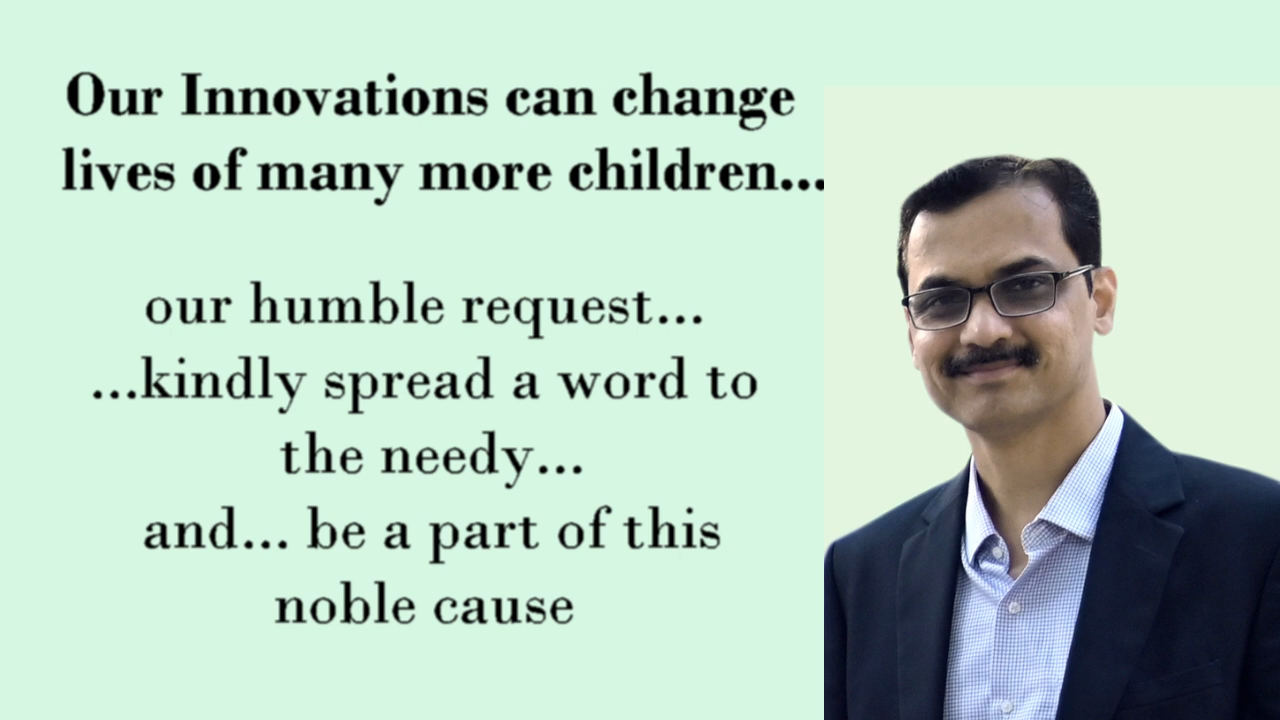 Our Innovations can change
lives of many more children...
our humble request...
...kindly spread a word to
the needy...
and... be a part of this
noble cause